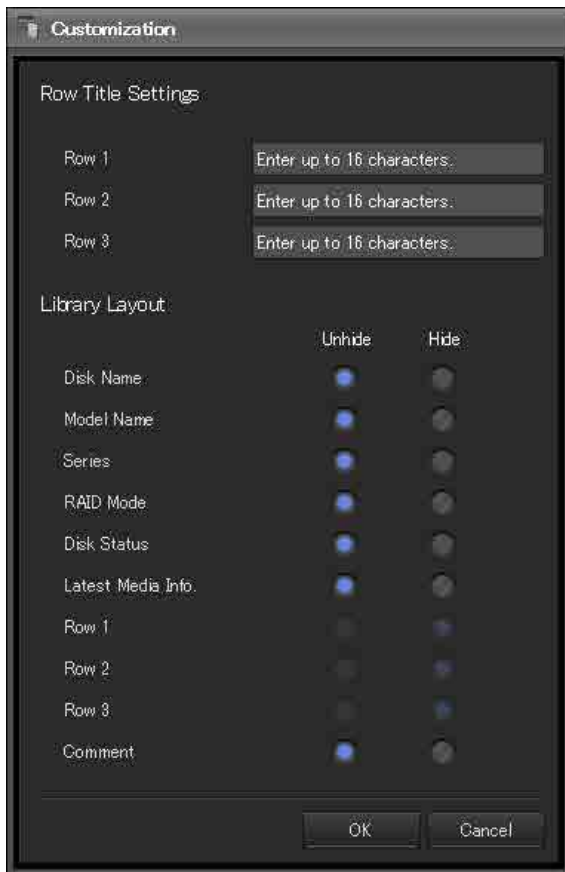 Customization
Row Title Settings
Row 1 Enter up to 16 characters.
Row 2 Enter up to 16 characters.
Row 3 Enter up to 16 characters.
Library Layout
Unhide Hide
Disk Name
Model Name
Series
RAID Mode
Disk Status
Latest Media Info.
Row 1
Row 2
Row 3
Comment
OK Cancel